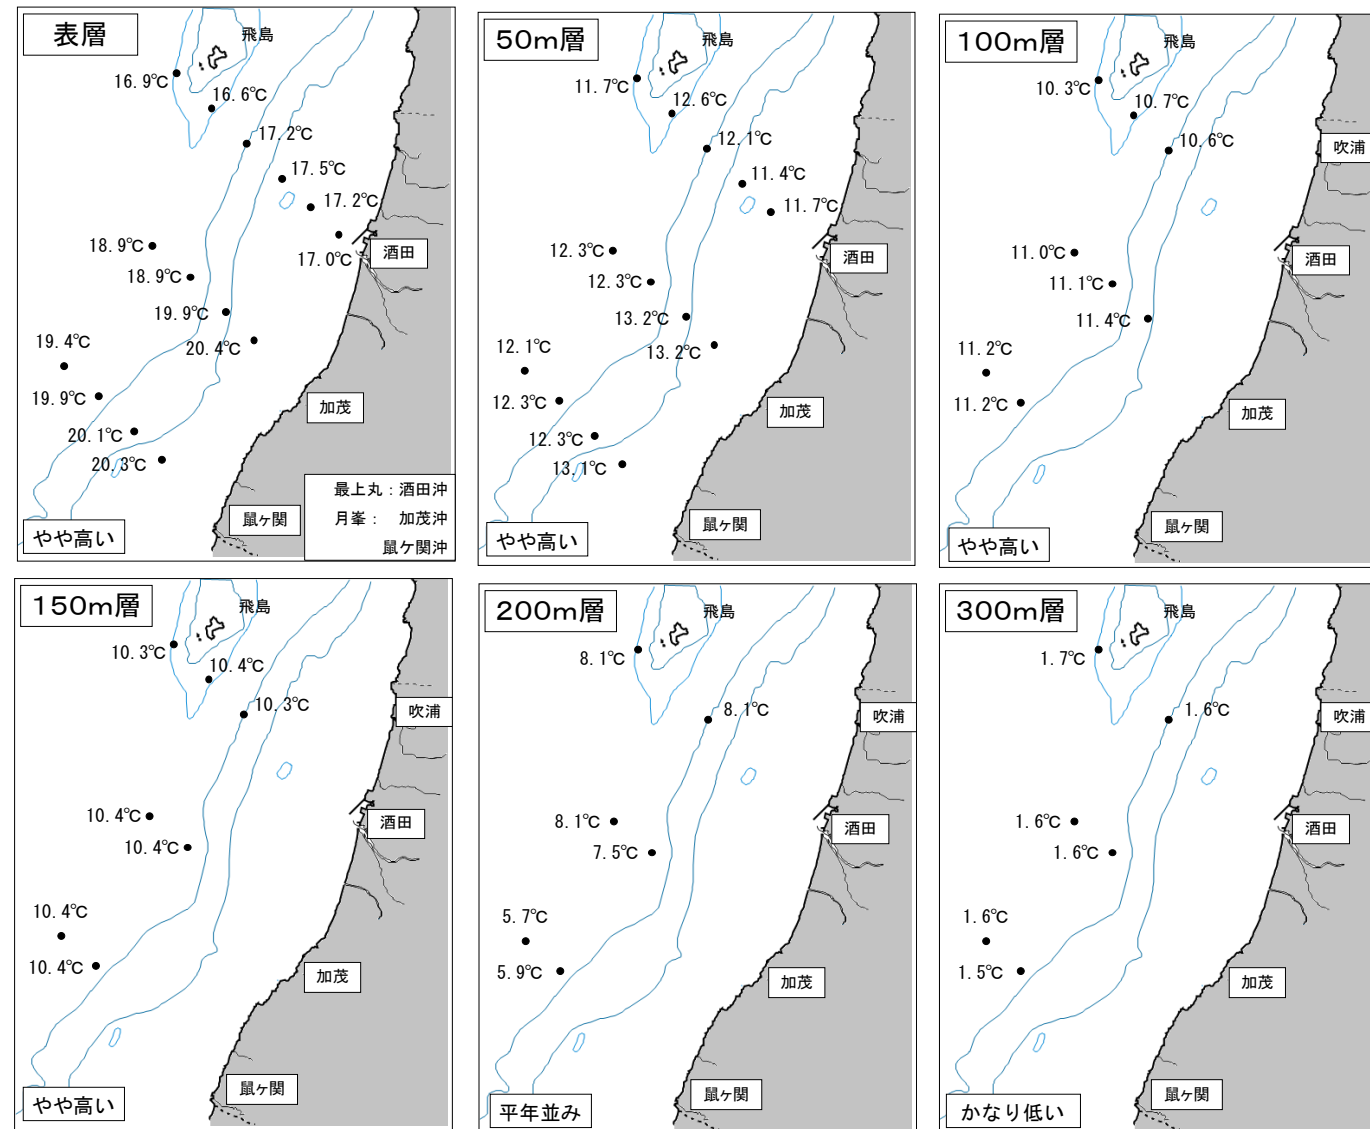 表層
飛島
16.9℃
16.6℃
17.2℃
17.5℃
17.2℃
17.0℃
酒田
18.9℃
18.9℃
19.9℃
20.4℃
19.4℃
19.9℃
20.1℃
20.3℃
加茂
鼠ヶ関
最上丸：酒田沖
月峯： 加茂沖
鼠ケ関沖
やや高い
50m層
飛島
11.7℃
12.6℃
12.1℃
11.4℃
11.7℃
酒田
12.3℃
12.3℃
13.2℃
13.2℃
12.1℃
12.3℃
12.3℃
13.1℃
加茂
鼠ヶ関
やや高い
100m層
飛島
10.3℃
10.7℃
10.6℃
吹浦
酒田
11.0℃
11.1℃
11.4℃
11.2℃
11.2℃
加茂
鼠ヶ関
やや高い
150m層
飛島
10.3℃
10.4℃
10.3℃
吹浦
酒田
10.4℃
10.4℃
10.4℃
10.4℃
加茂
鼠ヶ関
やや高い
200m層
飛島
8.1℃
8.1℃
吹浦
酒田
8.1℃
7.5℃
5.7℃
5.9℃
加茂
鼠ヶ関
平年並み
300m層
飛島
1.7℃
1.6℃
吹浦
酒田
1.6℃
1.6℃
1.6℃
1.5℃
加茂
鼠ヶ関
かなり低い